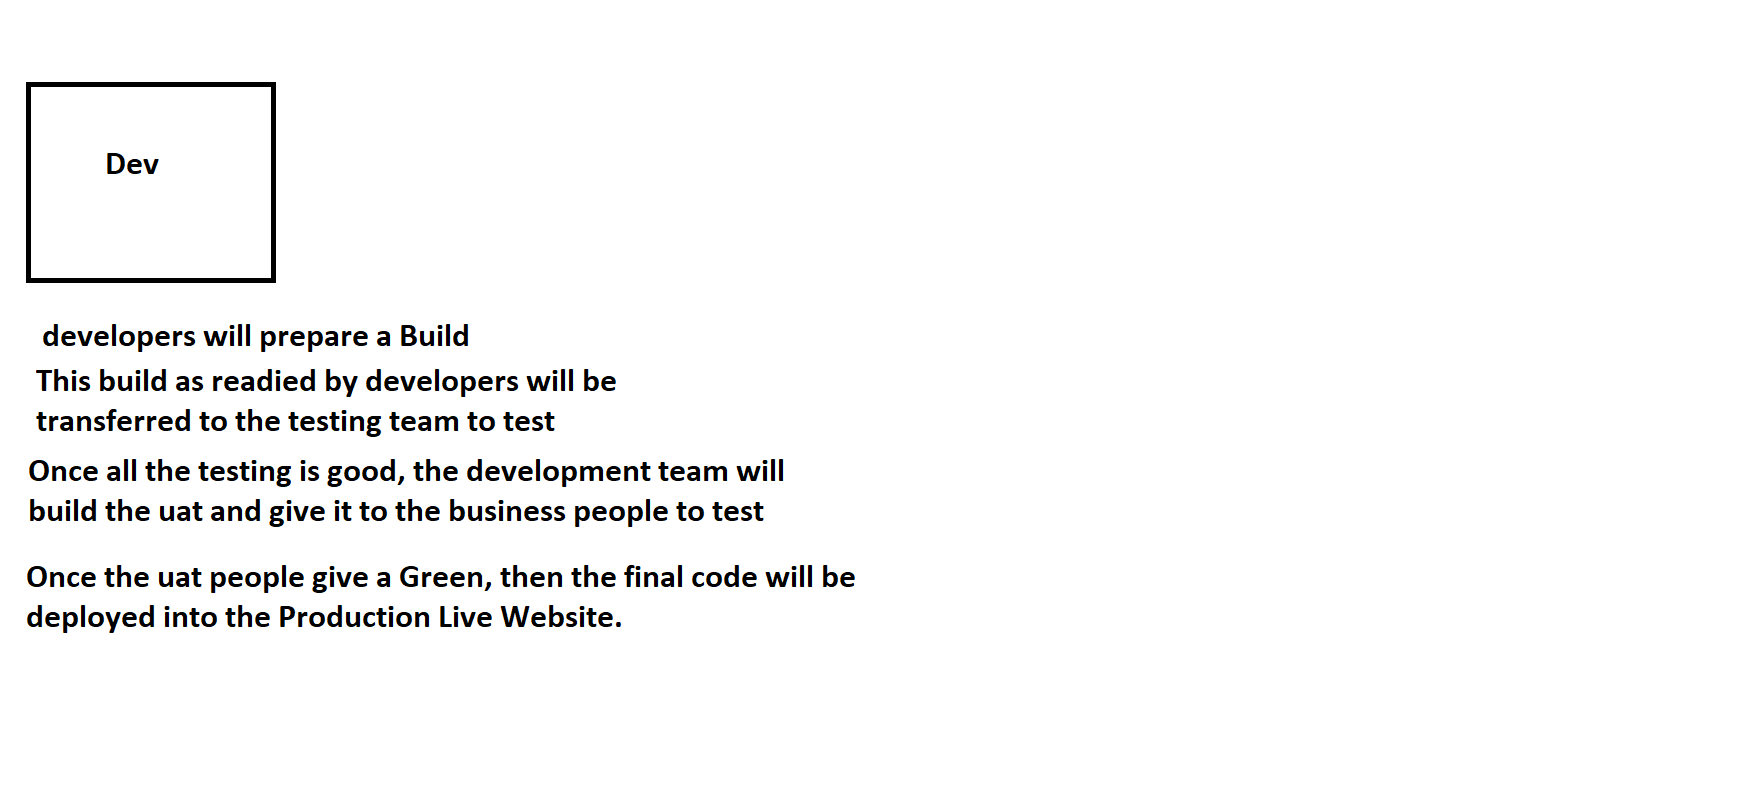 Dev
developers will prepare a Build
This build as readied by developers will be
transferred to the testing team to test
Once all the testing is good, the development team will
build the uat and give it to the business people to test
Once the uat people give a Green, then the final code will be
deployed into the Production Live Website.